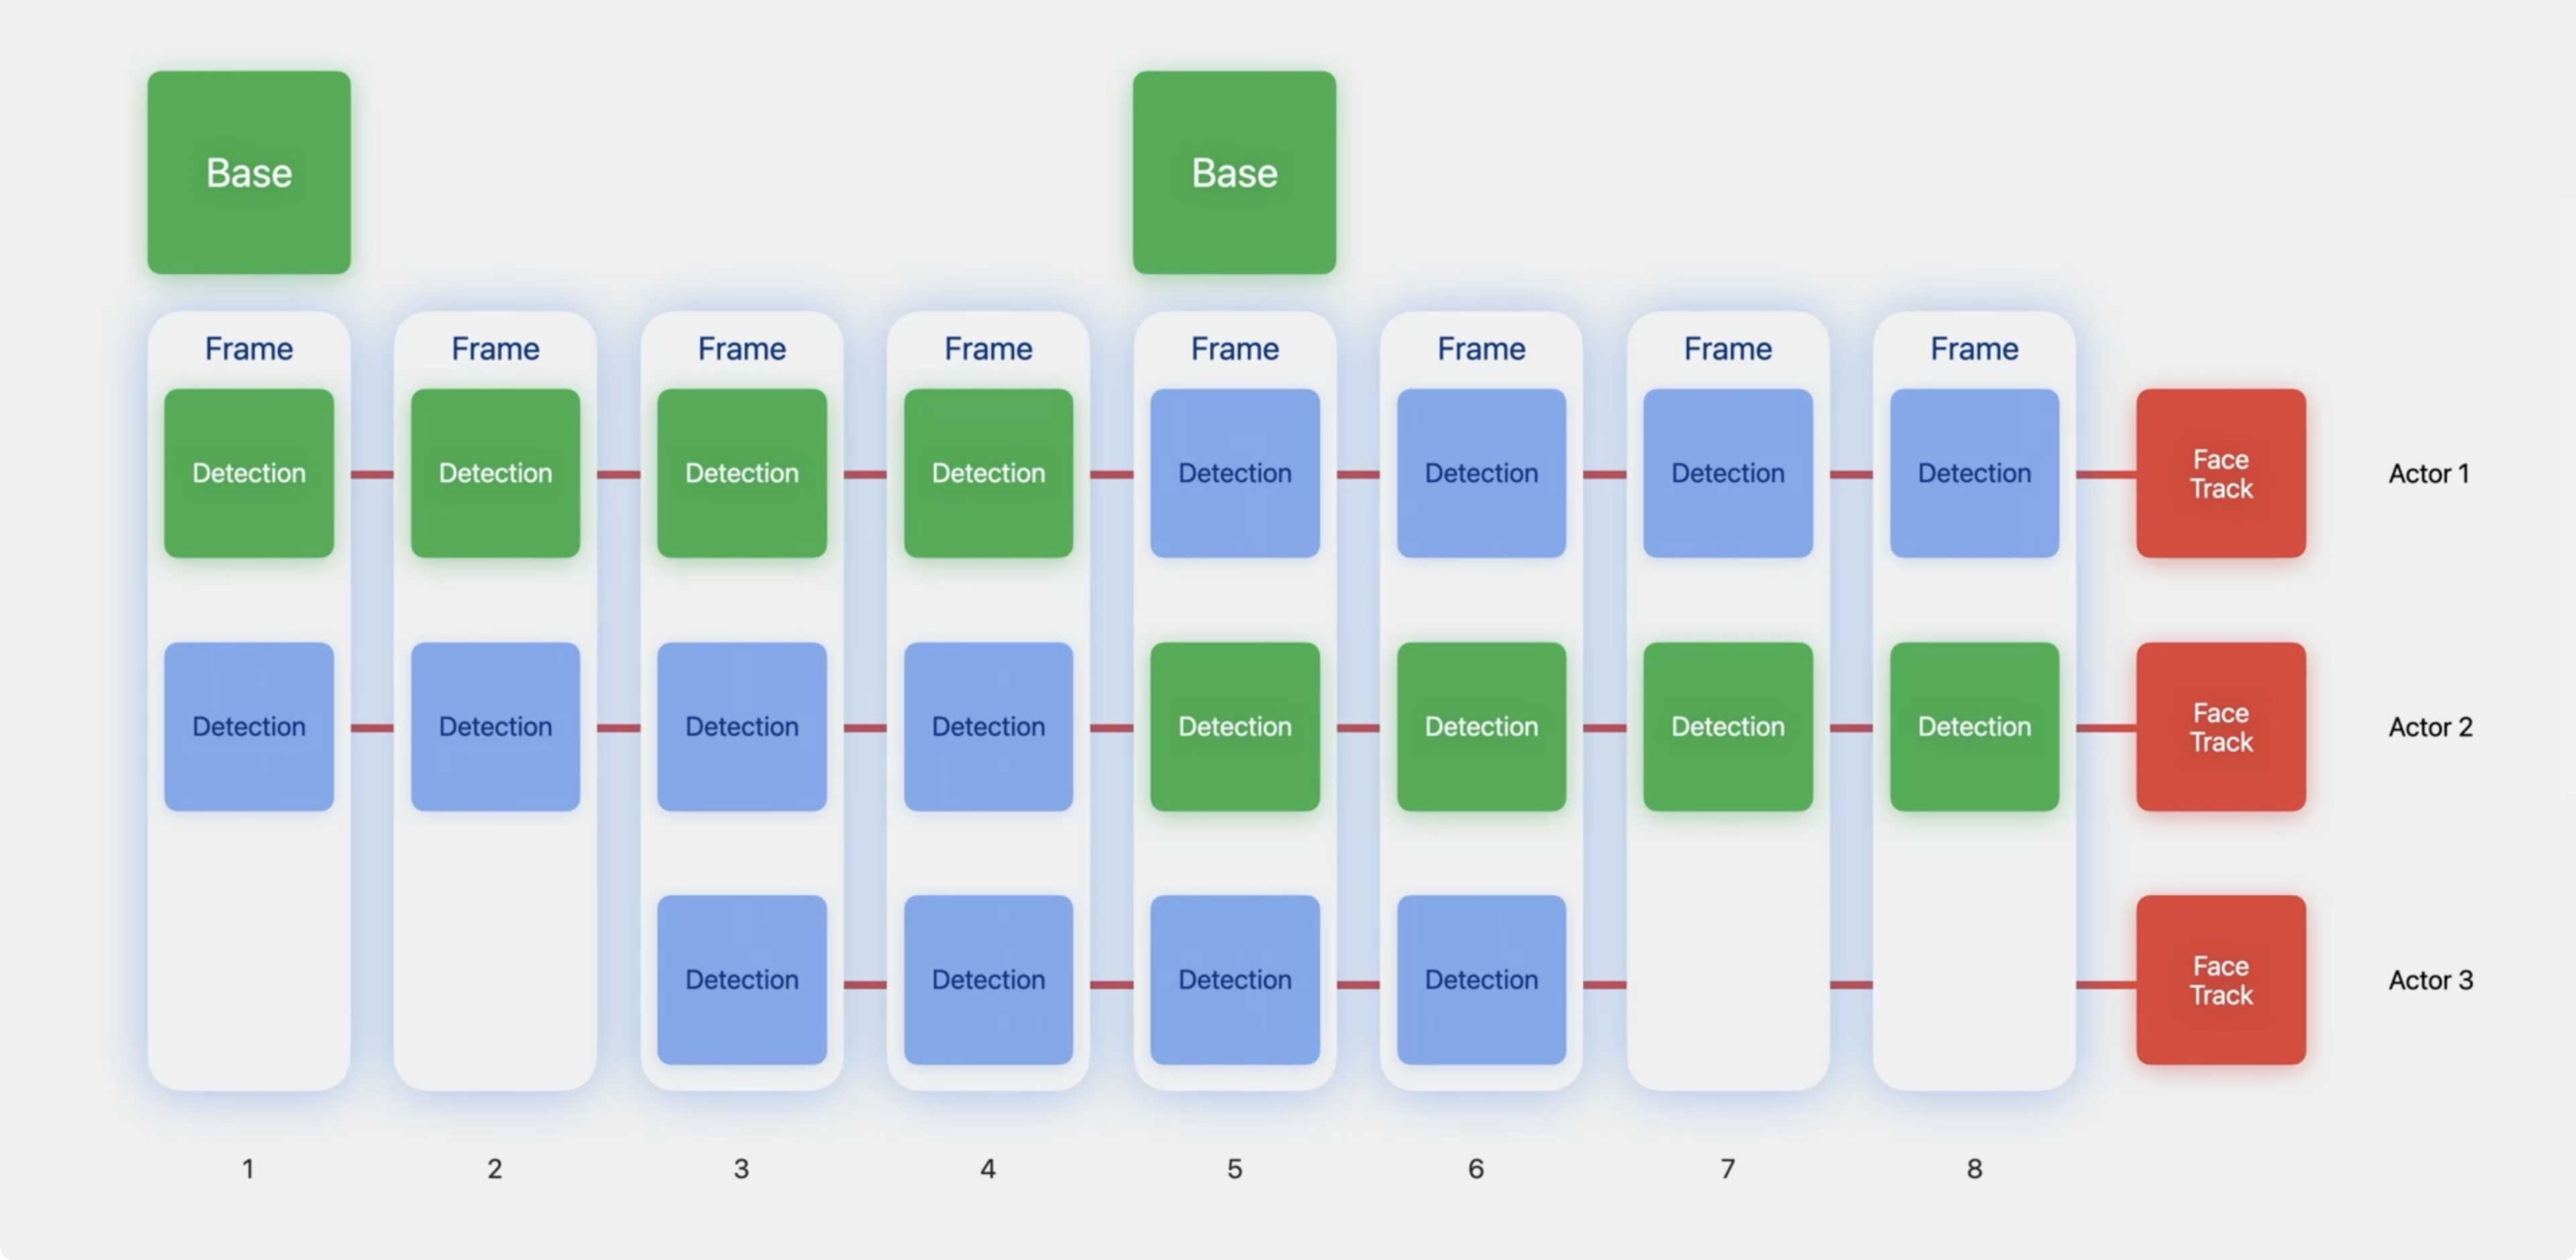 Base
Base
Frame
Frame
Frame
Frame
Frame
Frame
Frame
Frame
Detection
Detection
Detection
Detection
Detection
Detection
Detection
Detection
Face
Track
Actor 1
Detection
Detection
Detection
Detection
Detection
Detection
Detection
Detection
Face
Track
Actor 2
Detection
Detection
Detection
Detection
Face
Track
Actor 3
1
2
3
4
5
6
7
8